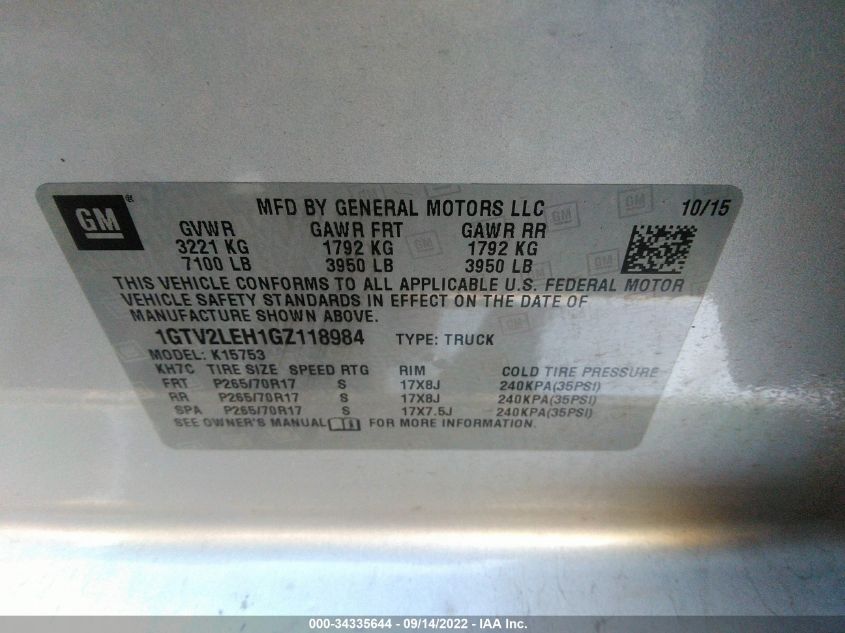 GM
MFD BY GENERAL MOTORS LLC 10/15
GVWR GAWR FRT GAWR RR
3221 KG 1792 KG 1792 KG
7100 LB 3950 LB 3950 LB
THIS VEHICLE CONFORMS TO ALL APPLICABLE U.S. FEDERAL MOTOR
VEHICLE SAFETY STANDARDS IN EFFECT ON THE DATE OF
MANUFACTURE SHOWN ABOVE.
1GTV2LEH1GZ118984 TYPE: TRUCK
MODEL: K15753
KH7C TIRE SIZE SPEED RTG RIM COLD TIRE PRESSURE
FRT P265/70R17 S 17X8J 240KPA(35PSI)
RR P265/70R17 S 17X8J 240KPA(35PSI)
SPA P265/70R17 S 17X7.5J 240KPA(35PSI)
SEE OWNER'S MANUAL FOR MORE INFORMATION.
000-34335644 - 09/14/2022 - IAA Inc.